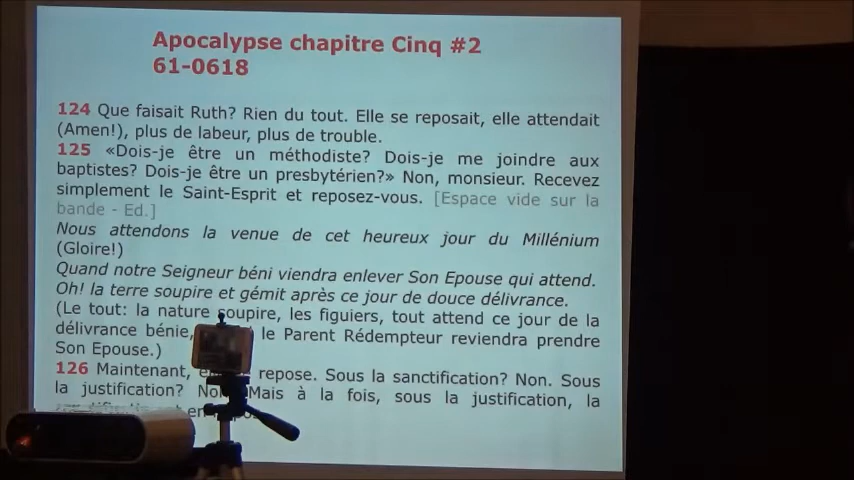 Apocalypse chapitre Cinq #2
61-0618
124 Que faisait Ruth? Rien du tout. Elle se reposait, elle attendait
(Amen!), plus de labeur, plus de trouble.
125 «Dois-je être un méthodiste? Dois-je me joindre aux
baptistes? Dois-je être un presbytérien?» Non, monsieur. Recevez
simplement le Saint-Esprit et reposez-vous. [Espace vide sur la
bande - Ed.]
Nous attendons la venue de cet heureux jour du Millénium
(Gloire!)
Quand notre Seigneur béni viendra enlever Son Epouse qui attend.
Oh! la terre soupire et gémit après ce jour de douce délivrance.
(Le tout: la nature soupire, les figuiers, tout attend ce jour de la
délivrance bénie, le Parent Rédempteur reviendra prendre
Son Epouse.)
126 Maintenant, repose. Sous la sanctification? Non. Sous
la justification? Mais à la fois, sous la justification, la